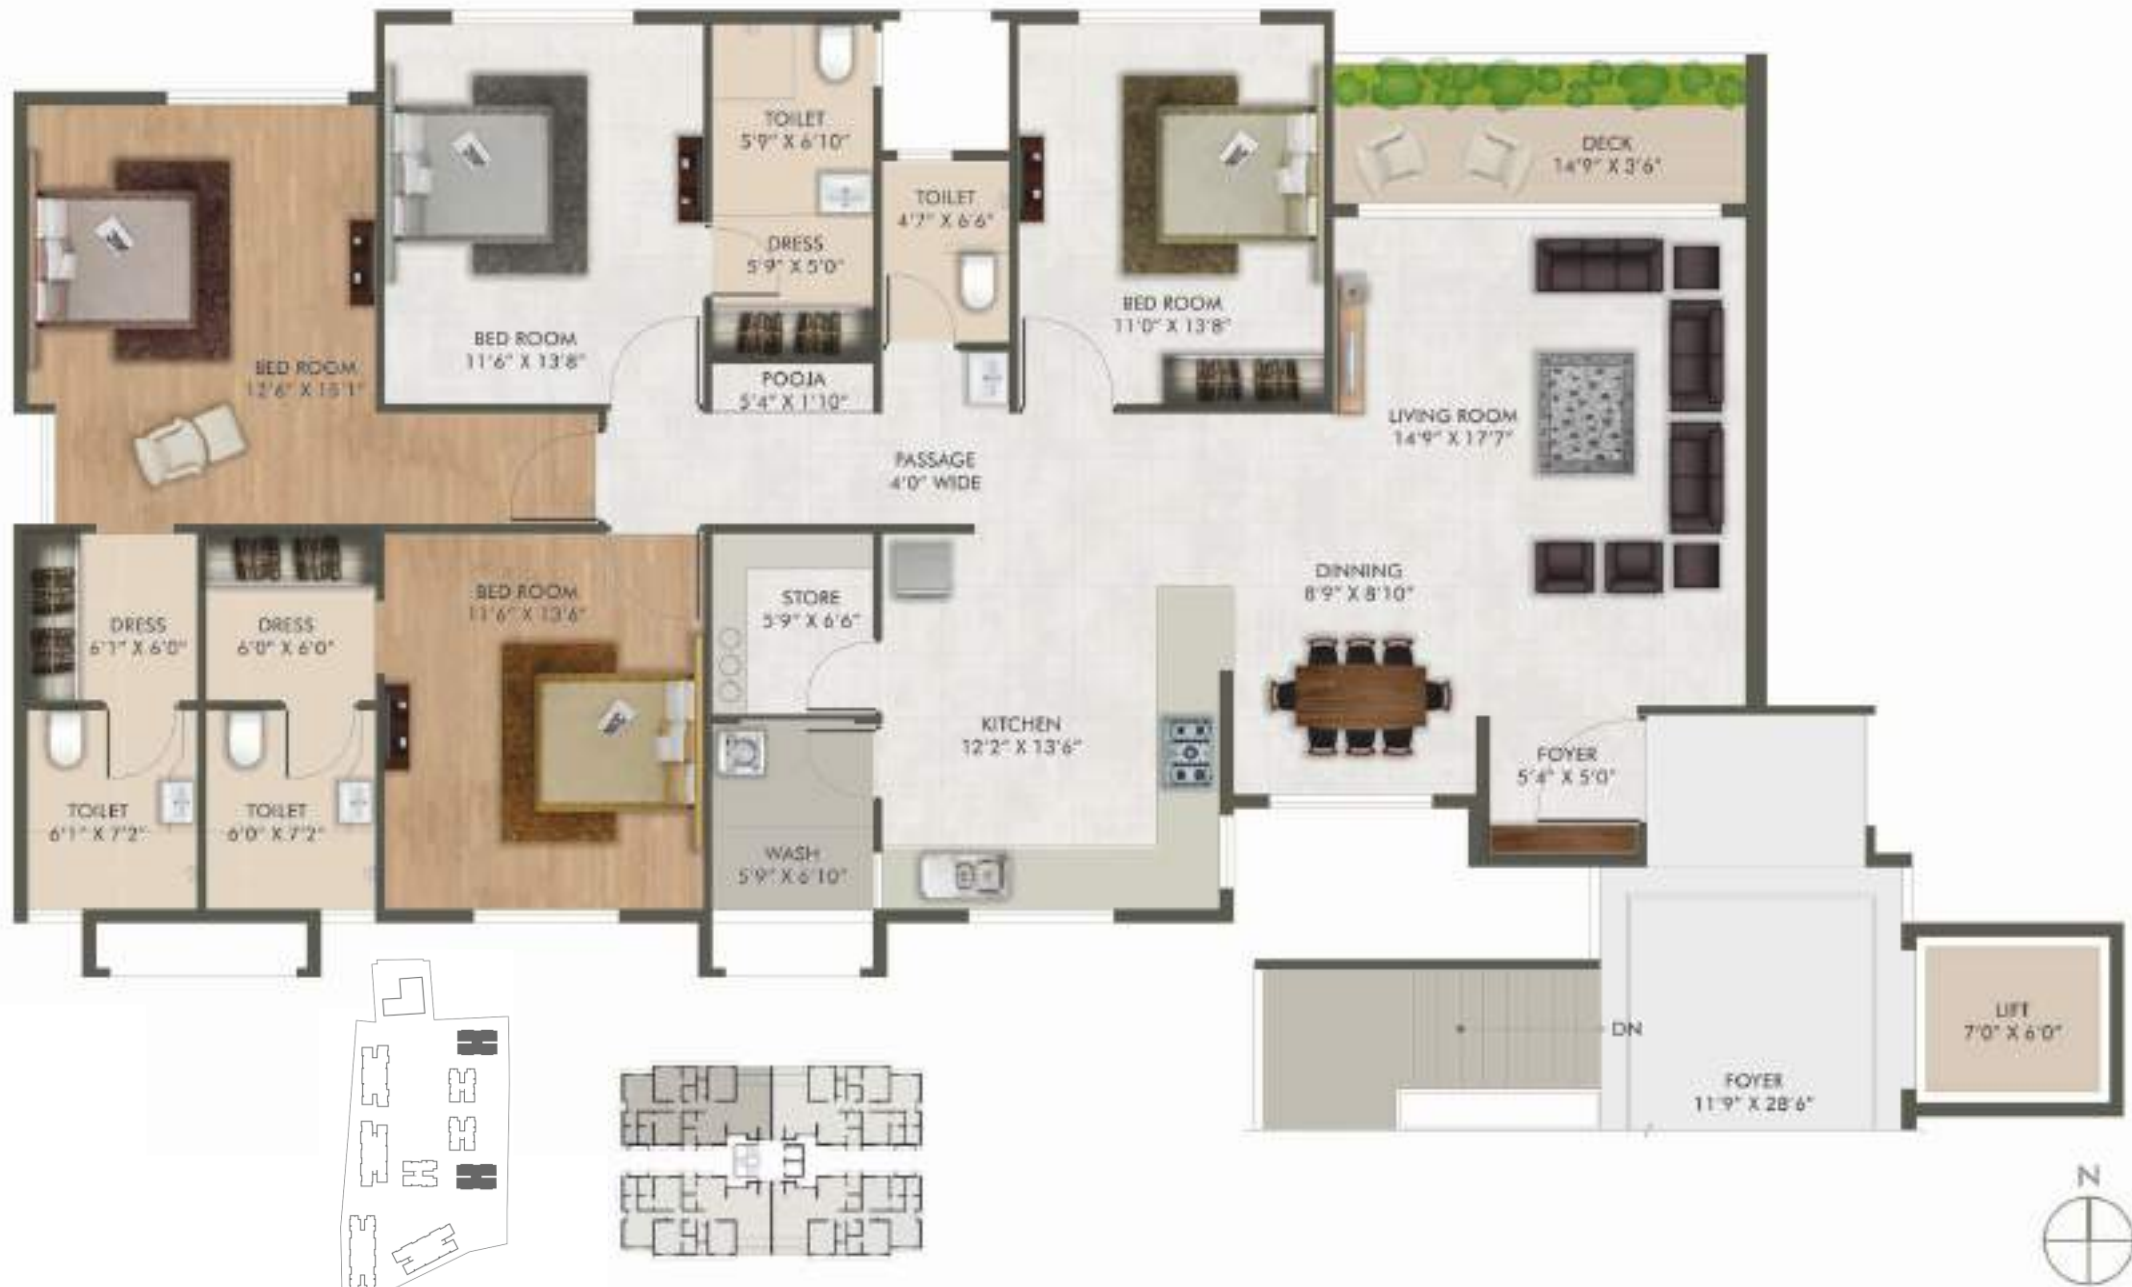 TOILET
5'9" X 6'10"
DECK
14'9" X 3'6"
TOILET
4'7" X 6'6"
DRESS
5'9" X 5'0"
BED ROOM
11'0" X 13'8"
BED ROOM
11'6" X 13'8"
BED ROOM
12'6" X 15'1"
POOJA
5'4" X 1'10"
LIVING ROOM
14'9" X 17'7"
PASSAGE
4'0" WIDE
BED ROOM
11'6" X 13'6"
STORE
5'9" X 6'6"
DINNING
8'9" X 8'10"
DRESS
6'1" X 6'0"
DRESS
6'0" X 6'0"
KITCHEN
12'2" X 13'6"
FOYER
5'4" X 5'0"
TOILET
6'1" X 7'2"
TOILET
6'0" X 7'2"
WASH
5'9" X 6'10"
LIFT
7'0" X 6'0"
DN
FOYER
11'9" X 28'6"
N